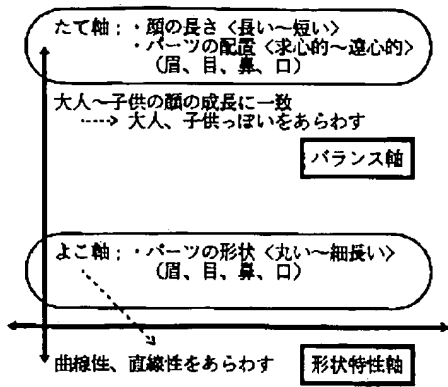 たて軸：・顔の長さ〈長い～短い〉
・パーツの配置〈求心的～遠心的〉
（眉、目、鼻、口）
大人～子供の顔の成長に一致
大人、子供っぽいをあらわす
バランス軸
よこ軸：・パーツの形状〈丸い～細長い〉
（眉、目、鼻、口）
曲線性、直線性をあらわす
形状特性軸